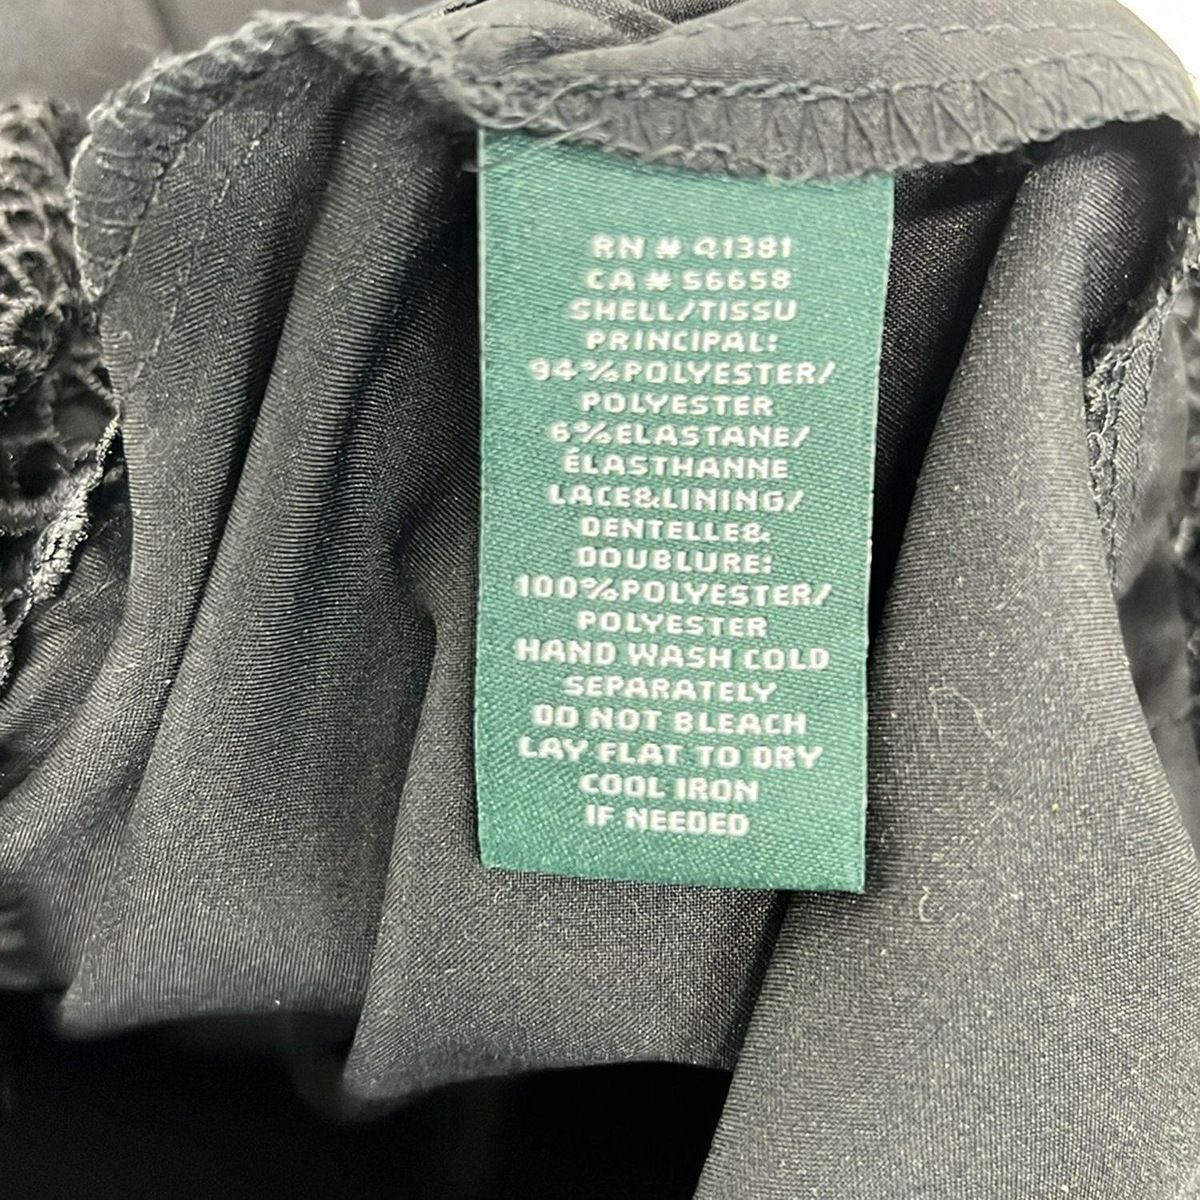 RN # 41381
CA # 56658
SHELL/TISSU
PRINCIPAL:
94%POLYESTER/
POLYESTER
6%ELASTANE/
ÉLASTHANNE
LACE&LINING/
DENTELLE&
DOUBLURE:
100%POLYESTER/
POLYESTER
HAND WASH COLD
SEPARATELY
DO NOT BLEACH
LAY FLAT TO DRY
COOL IRON
IF NEEDED